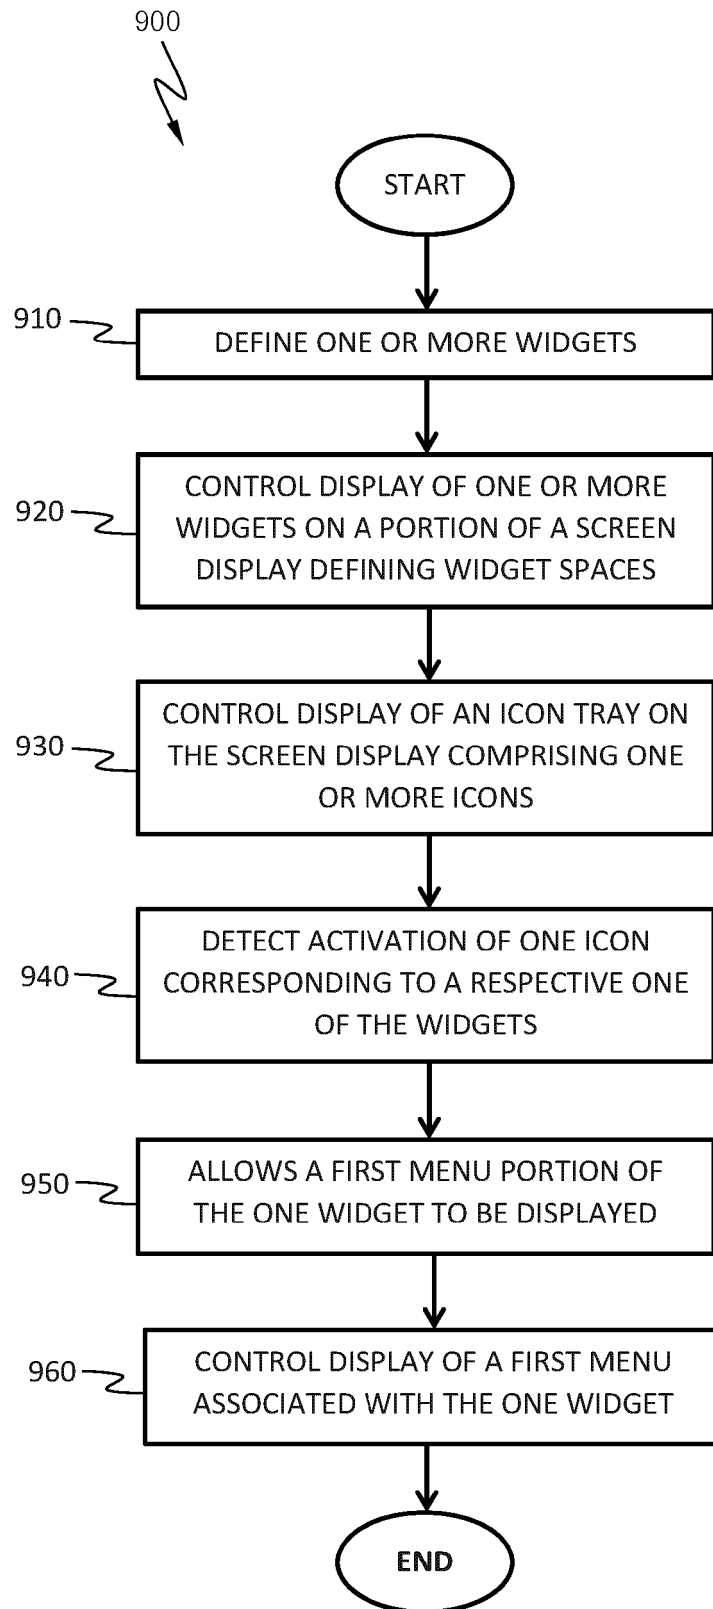 900
START
910
DEFINE ONE OR MORE WIDGETS
920
CONTROL DISPLAY OF ONE OR MORE
WIDGETS ON A PORTION OF A SCREEN
DISPLAY DEFINING WIDGET SPACES
930
CONTROL DISPLAY OF AN ICON TRAY ON
THE SCREEN DISPLAY COMPRISING ONE
OR MORE ICONS
940
DETECT ACTIVATION OF ONE ICON
CORRESPONDING TO A RESPECTIVE ONE
OF THE WIDGETS
950
ALLOWS A FIRST MENU PORTION OF
THE ONE WIDGET TO BE DISPLAYED
960
CONTROL DISPLAY OF A FIRST MENU
ASSOCIATED WITH THE ONE WIDGET
END